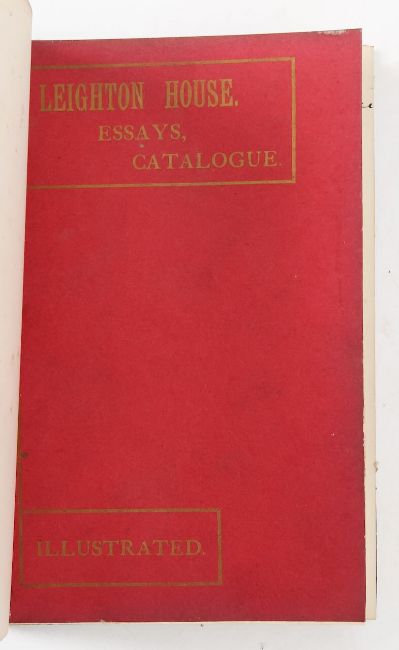 LEIGHTON HOUSE.
ESSAYS,
CATALOGUE.
ILLUSTRATED.